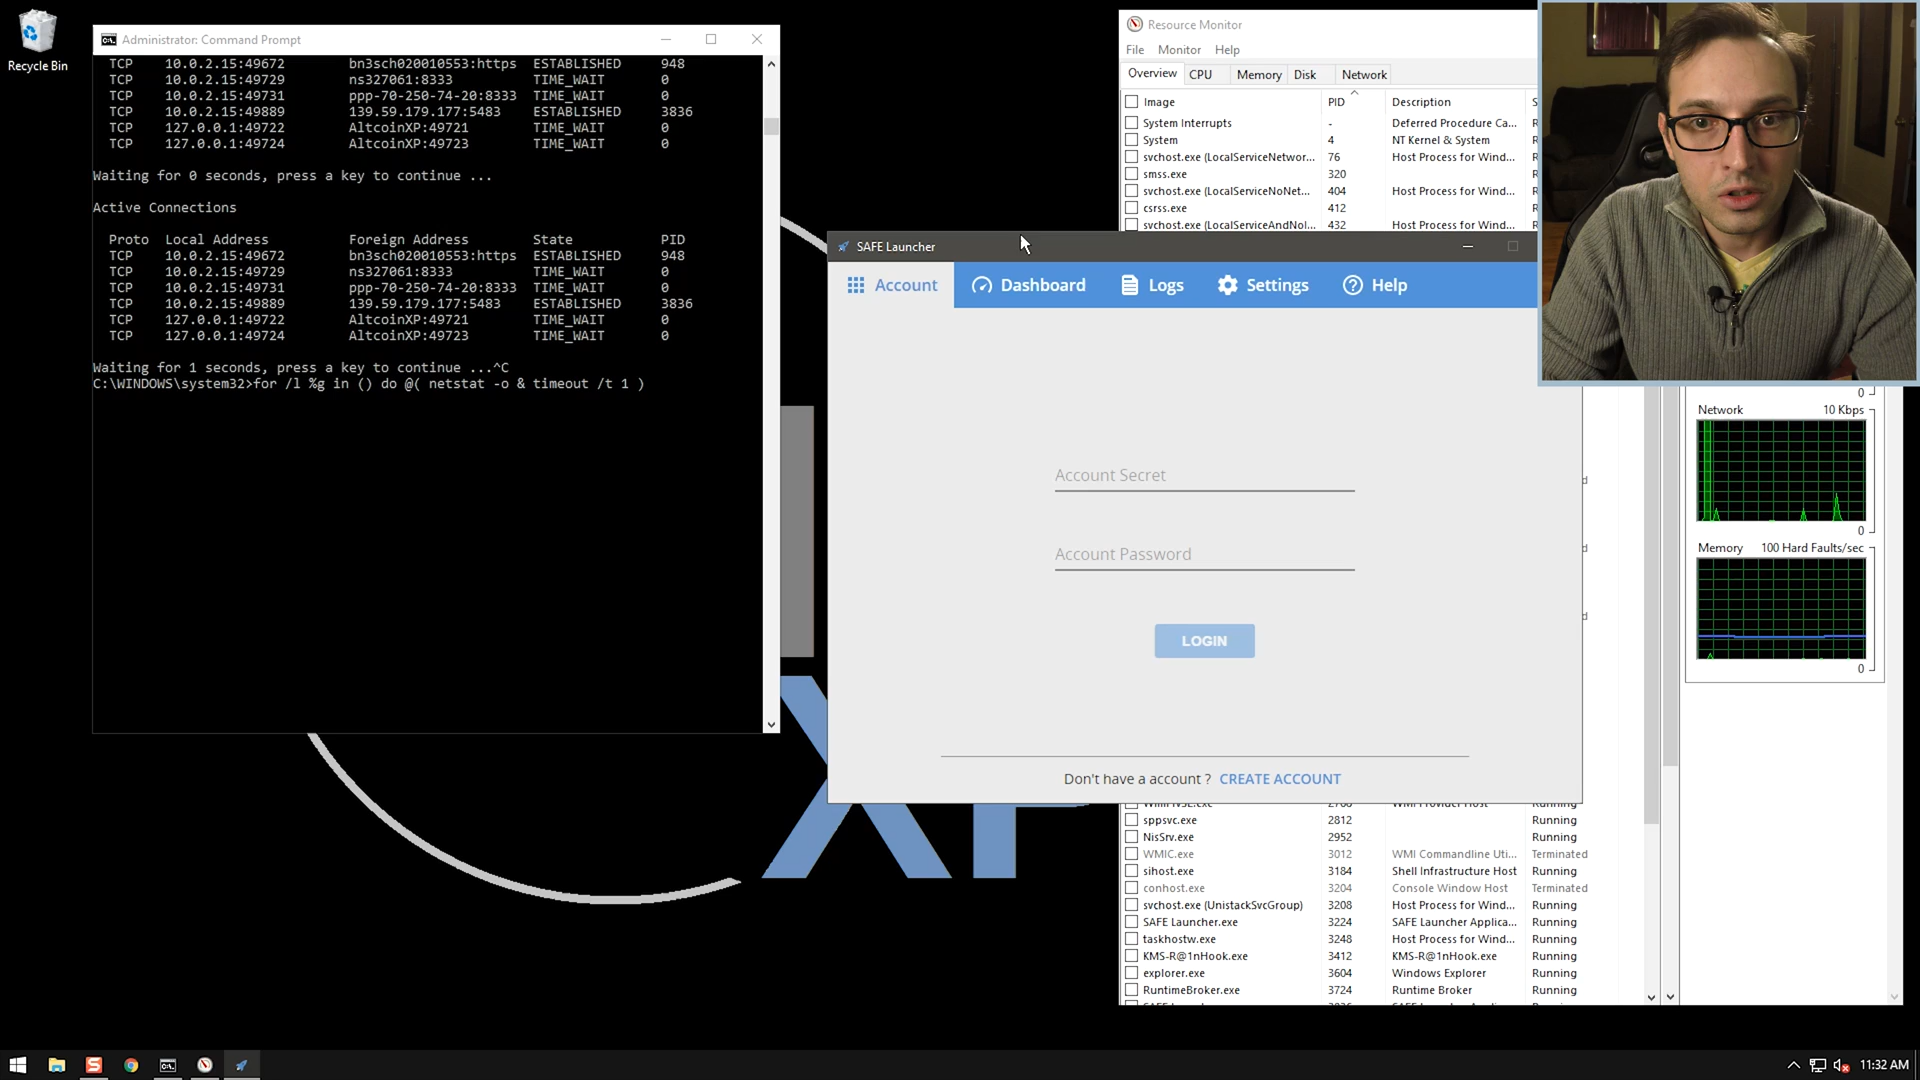 Recycle Bin
Administrator: Command Prompt
TCP 10.0.2.15:49672 bn3sch020010553:https ESTABLISHED 948
TCP 10.0.2.15:49729 ns327061:8333 TIME_WAIT 0
TCP 10.0.2.15:49731 ppp-70-250-74-20:8333 TIME_WAIT 0
TCP 10.0.2.15:49889 139.59.179.177:5483 ESTABLISHED 3836
TCP 127.0.0.1:49722 AltcoinXP:49721 TIME_WAIT 0
TCP 127.0.0.1:49724 AltcoinXP:49723 TIME_WAIT 0
Waiting for 0 seconds, press a key to continue ...
Active Connections
Proto Local Address Foreign Address State PID
TCP 10.0.2.15:49672 bn3sch020010553:https ESTABLISHED 948
TCP 10.0.2.15:49729 ns327061:8333 TIME_WAIT 0
TCP 10.0.2.15:49731 ppp-70-250-74-20:8333 TIME_WAIT 0
TCP 10.0.2.15:49889 139.59.179.177:5483 ESTABLISHED 3836
TCP 127.0.0.1:49722 AltcoinXP:49721 TIME_WAIT 0
TCP 127.0.0.1:49724 AltcoinXP:49723 TIME_WAIT 0
Waiting for 1 seconds, press a key to continue ...^C
C:\WINDOWS\system32>for /l %g in () do @( netstat -o & timeout /t 1 )
Resource Monitor
File Monitor Help
Overview CPU Memory Disk Network
Image PID Description
System Interrupts - Deferred Procedure Ca...
System 4 NT Kernel & System
svchost.exe (LocalServiceNetwor... 76 Host Process for Wind...
smss.exe 320
svchost.exe (LocalServiceNoNet... 404 Host Process for Wind...
csrss.exe 412
svchost.exe (LocalServiceAndNoI... 432 Host Process for Wind...
SAFE Launcher
Account Dashboard Logs Settings Help
Account Secret
Account Password
LOGIN
Don't have a account ? CREATE ACCOUNT
0
Network 10 Kbps
0
Memory 100 Hard Faults/sec
0
XP
sppsvc.exe 2812 Running
NisSrv.exe 2952 Running
WMIC.exe 3012 WMI Commandline Uti... Terminated
sihost.exe 3184 Shell Infrastructure Host Running
conhost.exe 3204 Console Window Host Terminated
svchost.exe (UnistackSvcGroup) 3208 Host Process for Wind... Running
SAFE Launcher.exe 3224 SAFE Launcher Applica... Running
taskhostw.exe 3248 Host Process for Wind... Running
KMS-R@1nHook.exe 3412 KMS-R@1nHook.exe Running
explorer.exe 3604 Windows Explorer Running
RuntimeBroker.exe 3724 Runtime Broker Running
11:32 AM